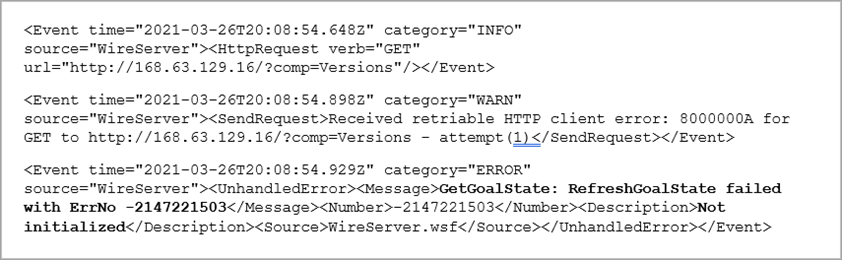 <Event time="2021-03-26T20:08:54.648Z" category="INFO"
source="WireServer"><HttpRequest verb="GET"
url="http://168.63.129.16/?comp=Versions"/></Event>
<Event time="2021-03-26T20:08:54.898Z" category="WARN"
source="WireServer"><SendRequest>Received retriable HTTP client error: 8000000A for
GET to http://168.63.129.16/?comp=Versions - attempt(1)</SendRequest></Event>
<Event time="2021-03-26T20:08:54.929Z" category="ERROR"
source="WireServer"><UnhandledError><Message>GetGoalState: RefreshGoalState failed
with ErrNo -2147221503</Message><Number>-2147221503</Number><Description>Not
initialized</Description><Source>WireServer.wsf</Source></UnhandledError></Event>